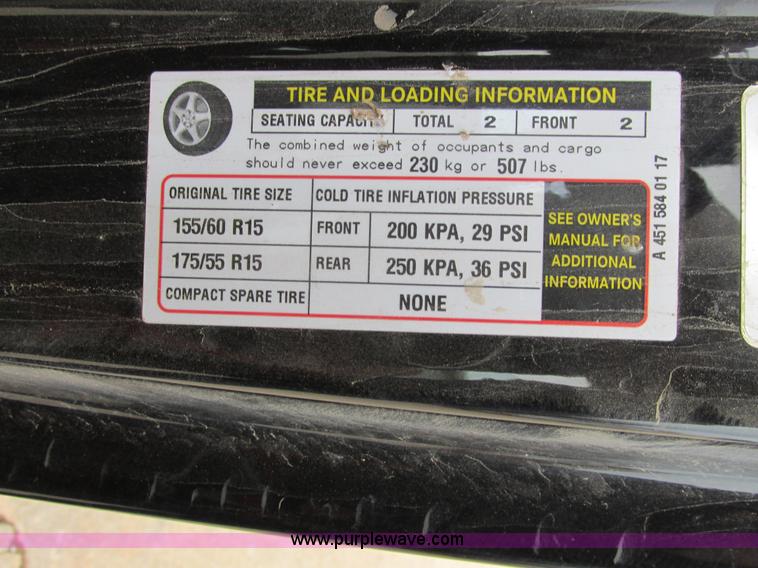 TIRE AND LOADING INFORMATION
SEATING CAPACITY TOTAL 2 FRONT 2
The combined weight of occupants and cargo
should never exceed 230 kg or 507 lbs.
ORIGINAL TIRE SIZE COLD TIRE INFLATION PRESSURE
155/60 R15 FRONT 200 KPA, 29 PSI
175/55 R15 REAR 250 KPA, 36 PSI
COMPACT SPARE TIRE NONE
SEE OWNER'S
MANUAL FOR
ADDITIONAL
INFORMATION
A 451 584 01 17
www.purplewave.com